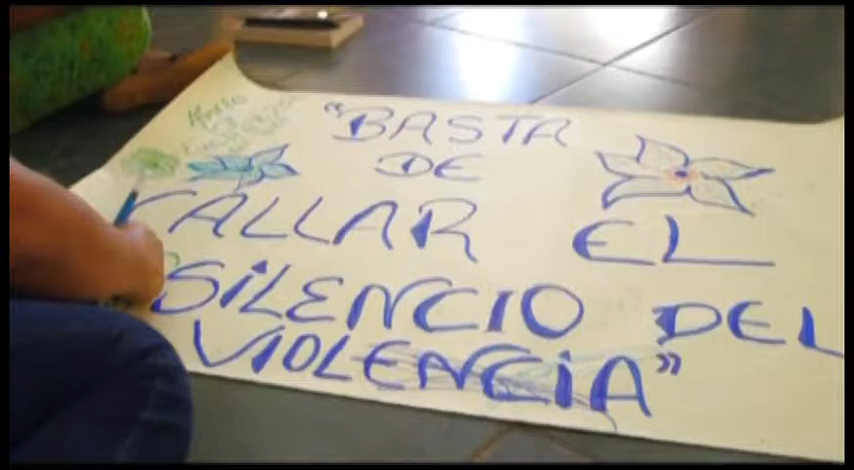 "BASTA
DE
CALLAR EL
SILENCIO DEL
VIOLENCIA"